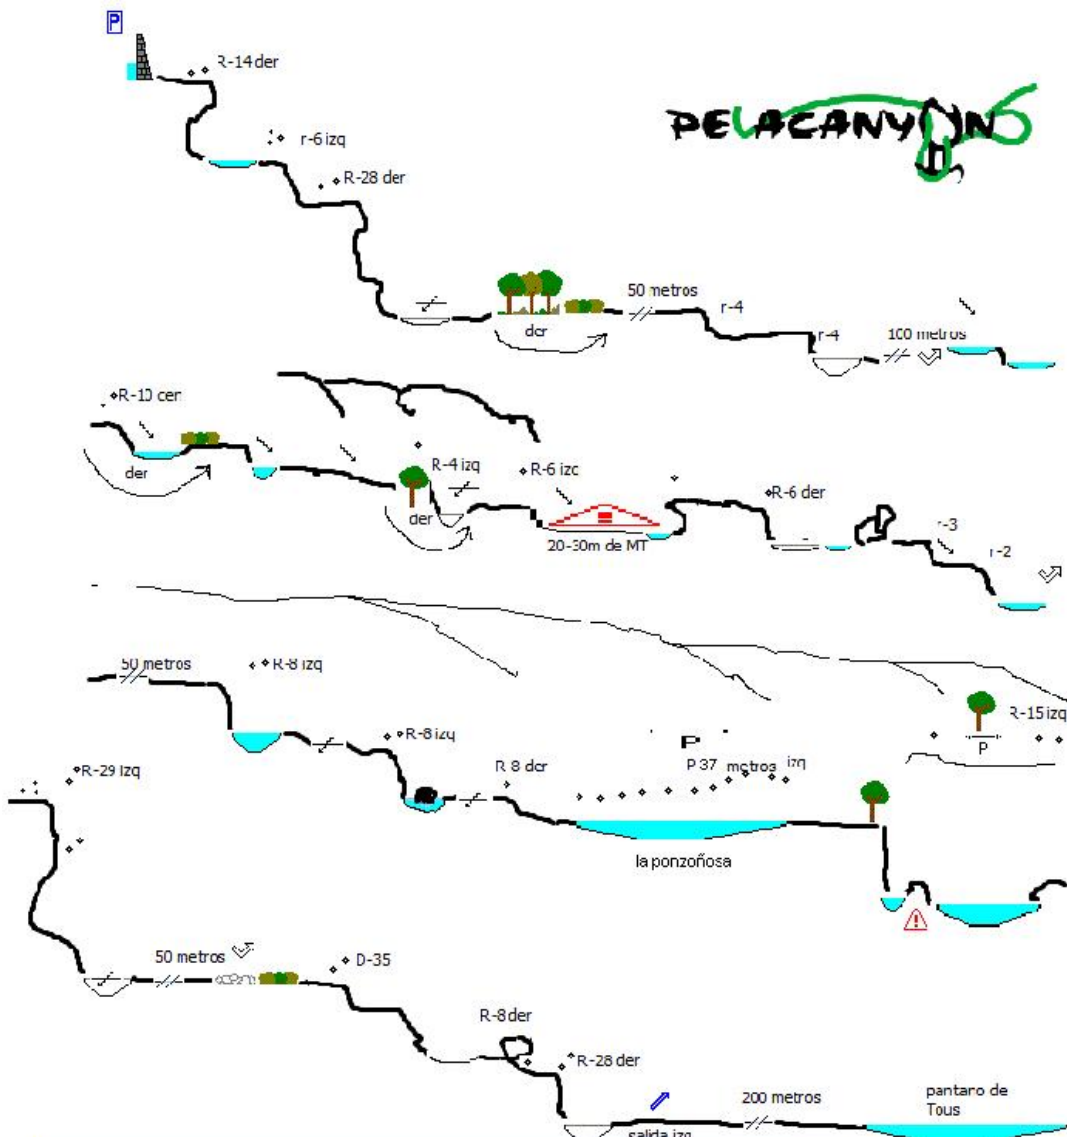 P
R-14 der
PELACANYON
r-6 izq
R-28 der
50 metros
r-4
r-4
100 metros
der
R-10 cen
der
R-4 izq
R-6 izq
R-6 der
der
20-30m de MT
r-3
r-2
50 metros
R-8 izq
R-15 izq
P
R-8 izq
P
P 37 metros izq
R-8 der
R-29 izq
la ponzoñosa
!
50 metros
D-35
R-8 der
R-28 der
200 metros
pantaro de
Tous
salida izq